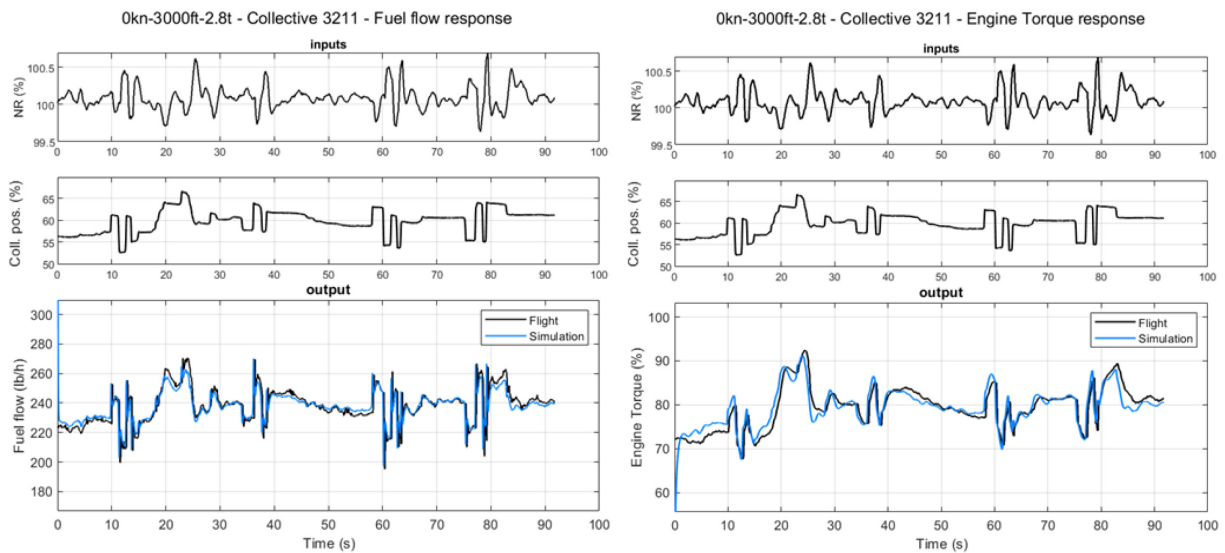 0kn-3000ft-2.8t - Collective 3211 - Fuel flow response
inputs
NR (%)
100.5
100
99.5
0 10 20 30 40 50 60 70 80 90 100
Coll. pos. (%)
65
60
55
50
0 10 20 30 40 50 60 70 80 90 100
output
Fuel flow (lb/h)
300
280
260
240
220
200
180
Flight
Simulation
0 10 20 30 40 50 60 70 80 90 100
Time (s)
0kn-3000ft-2.8t - Collective 3211 - Engine Torque response
inputs
NR (%)
100.5
100
99.5
0 10 20 30 40 50 60 70 80 90 100
Coll. pos. (%)
65
60
55
50
0 10 20 30 40 50 60 70 80 90 100
output
Engine Torque (%)
100
90
80
70
60
Flight
Simulation
0 10 20 30 40 50 60 70 80 90 100
Time (s)